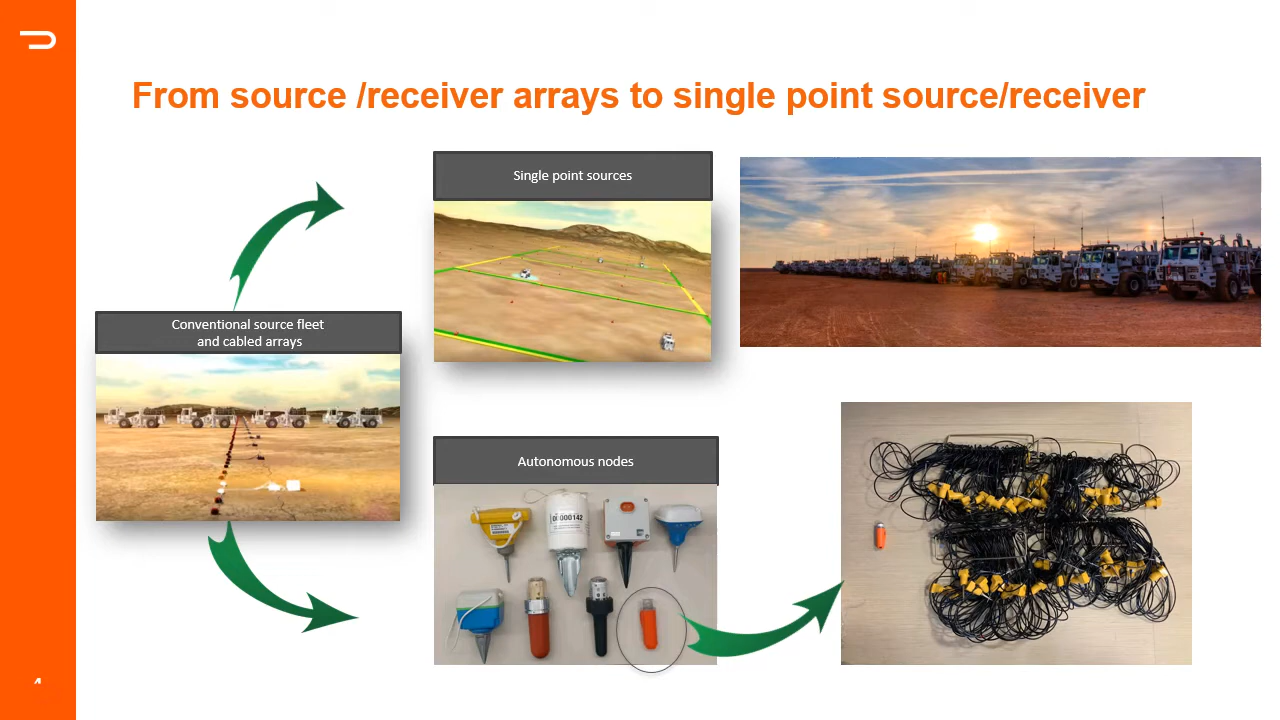 From source /receiver arrays to single point source/receiver
Single point sources
Conventional source fleet
and cabled arrays
Autonomous nodes